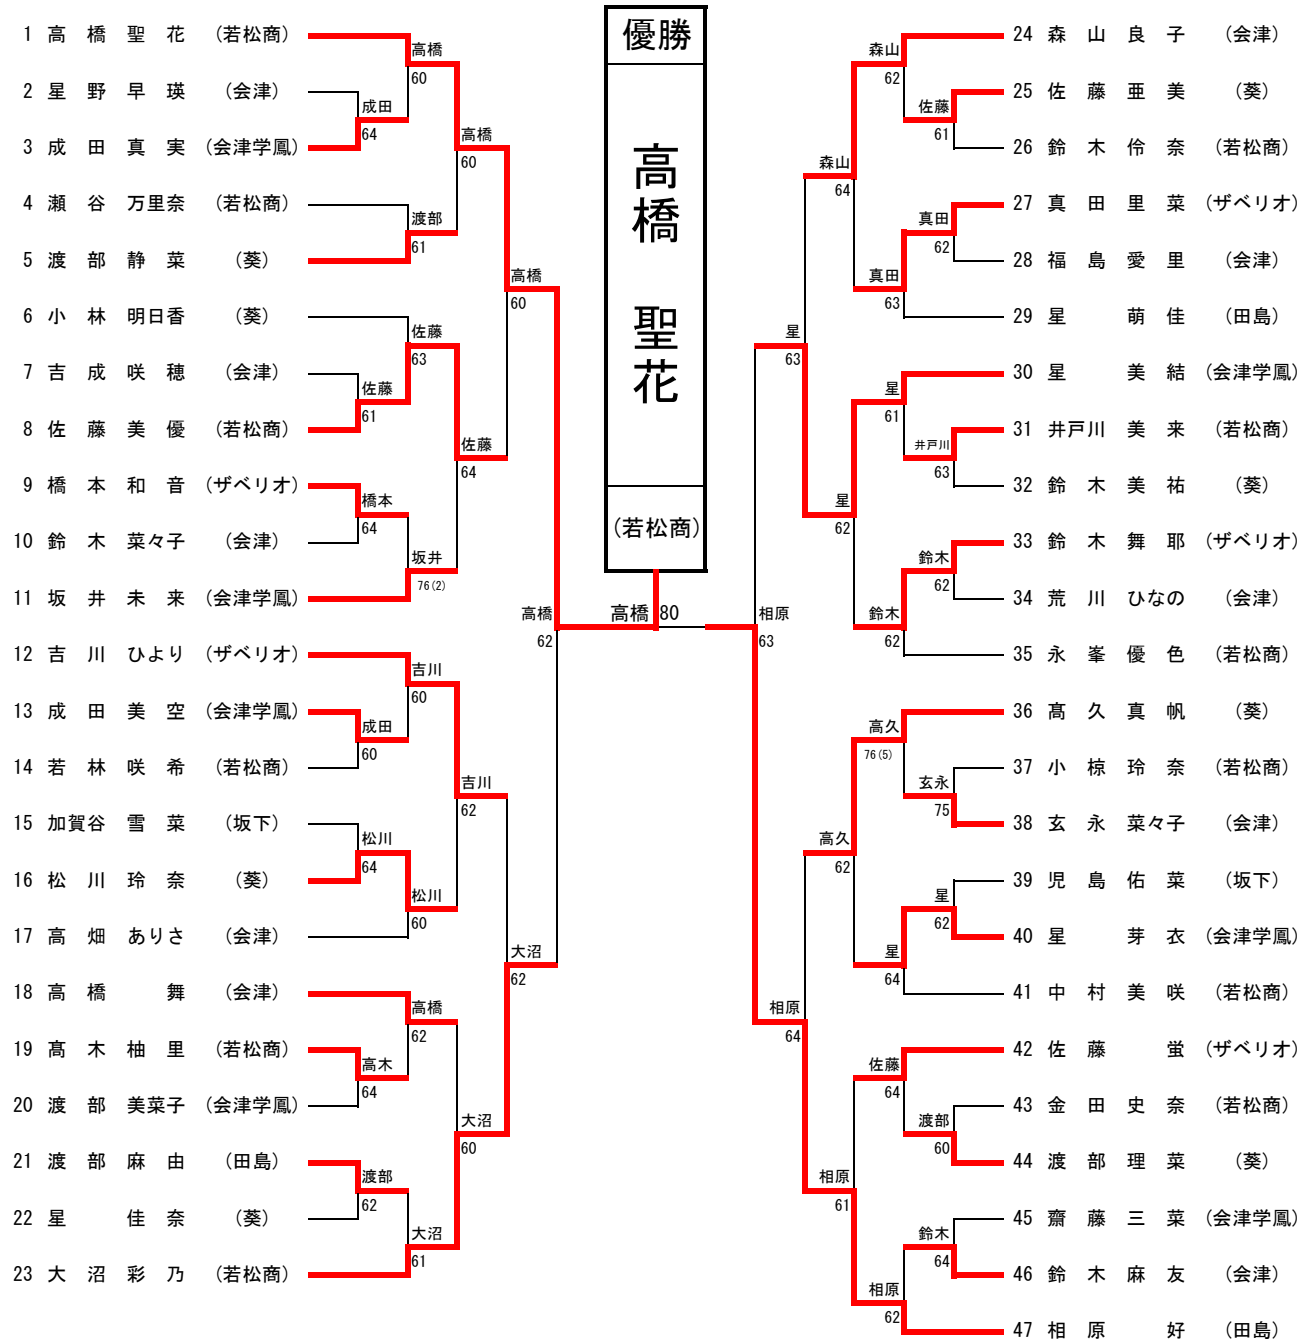 優勝
高橋 聖花
(若松商)
高橋 80
1 高橋 聖花 (若松商)
2 星野 早瑛 (会津)
3 成田 真実 (会津学鳳)
4 瀬谷 万里奈 (若松商)
5 渡部 静菜 (葵)
6 小林 明日香 (葵)
7 吉成 咲穂 (会津)
8 佐藤 美優 (若松商)
9 橋本 和音 (ザベリオ)
10 鈴木 菜々子 (会津)
11 坂井 未来 (会津学鳳)
12 吉川 ひより (ザベリオ)
13 成田 美空 (会津学鳳)
14 若林 咲希 (若松商)
15 加賀谷 雪菜 (坂下)
16 松川 玲奈 (葵)
17 高畑 ありさ (会津)
18 高橋 舞 (会津)
19 髙木 柚里 (若松商)
20 渡部 美菜子 (会津学鳳)
21 渡部 麻由 (田島)
22 星 佳奈 (葵)
23 大沼 彩乃 (若松商)
成田
64
佐藤
61
橋本
64
成田
60
松川
64
高木
64
渡部
62
高橋
60
渡部
61
佐藤
63
坂井
76(2)
吉川
60
松川
60
高橋
62
大沼
61
高橋
60
佐藤
64
吉川
62
大沼
60
高橋
60
大沼
62
高橋
62
24 森山 良子 (会津)
25 佐藤 亜美 (葵)
26 鈴木 伶奈 (若松商)
27 真田 里菜 (ザベリオ)
28 福島 愛里 (会津)
29 星 萌佳 (田島)
30 星 美結 (会津学鳳)
31 井戸川 美来 (若松商)
32 鈴木 美祐 (葵)
33 鈴木 舞耶 (ザベリオ)
34 荒川 ひなの (会津)
35 永峯 優色 (若松商)
36 髙久 真帆 (葵)
37 小椋 玲奈 (若松商)
38 玄永 菜々子 (会津)
39 児島 佑菜 (坂下)
40 星 芽衣 (会津学鳳)
41 中村 美咲 (若松商)
42 佐藤 蛍 (ザベリオ)
43 金田 史奈 (若松商)
44 渡部 理菜 (葵)
45 齋藤 三菜 (会津学鳳)
46 鈴木 麻友 (会津)
47 相原 好 (田島)
佐藤
61
真田
62
井戸川
63
鈴木
62
玄永
75
星
62
渡部
60
鈴木
64
森山
62
真田
63
星
61
鈴木
62
高久
76(5)
星
64
佐藤
64
相原
62
森山
64
星
62
高久
62
相原
61
星
63
相原
64
相原
63